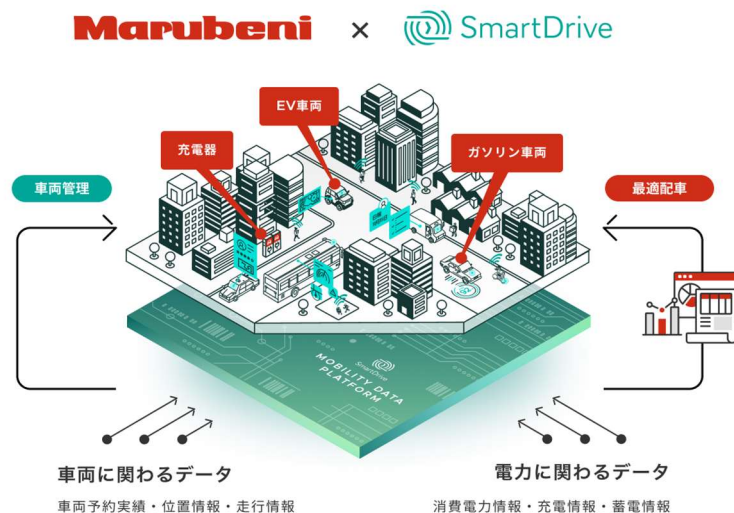 Marubeni × SmartDrive
EV車両
充電器
ガソリン車両
車両管理
最適配車
SmartDrive
MOBILITY DATA
PLATFORM
車両に関わるデータ
車両予約実績・位置情報・走行情報
電力に関わるデータ
消費電力情報・充電情報・蓄電情報